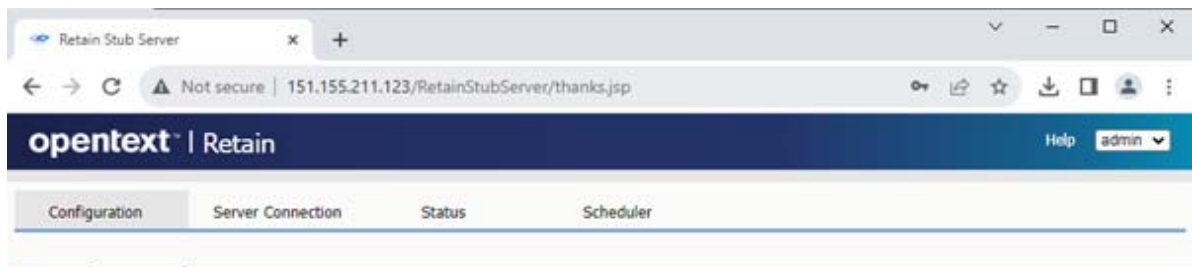 Retain Stub Server
Not secure | 151.155.211.123/RetainStubServer/thanks.jsp
opentext™ | Retain Help admin
Configuration Server Connection Status Scheduler